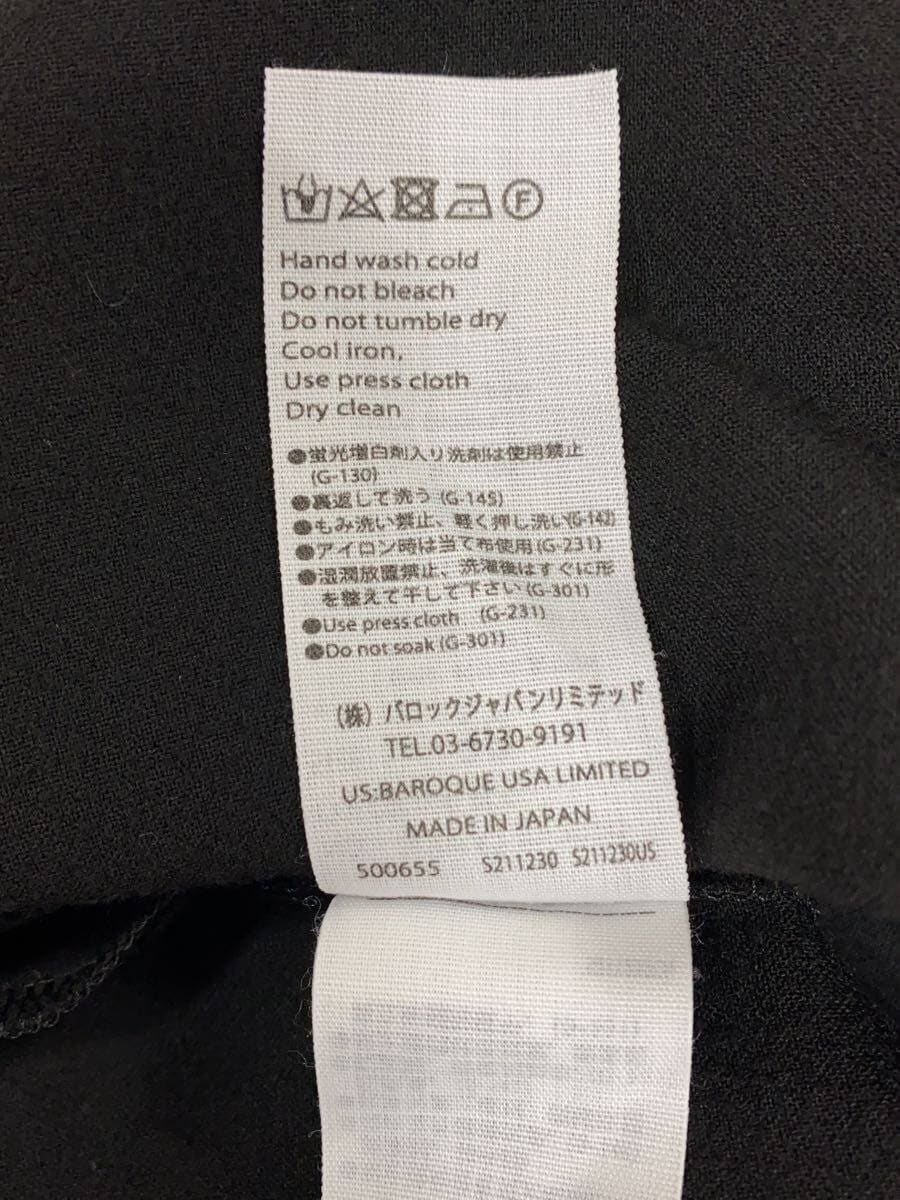 F
Hand wash cold
Do not bleach
Do not tumble dry
Cool iron,
Use press cloth
Dry clean
●蛍光増白剤入り洗剤は使用禁止
(G-130)
●裏返して洗う(G-145)
●もみ洗い禁止、軽く押し洗い(G-142)
●アイロン時は当て布使用(G-231)
●湿潤放置禁止、洗濯後はすぐに形
を整えて干して下さい(G-301)
●Use press cloth (G-231)
●Do not soak (G-301)
(株) バロックジャパンリミテッド
TEL.03-6730-9191
US:BAROQUE USA LIMITED
MADE IN JAPAN
500655 S211230 S211230US